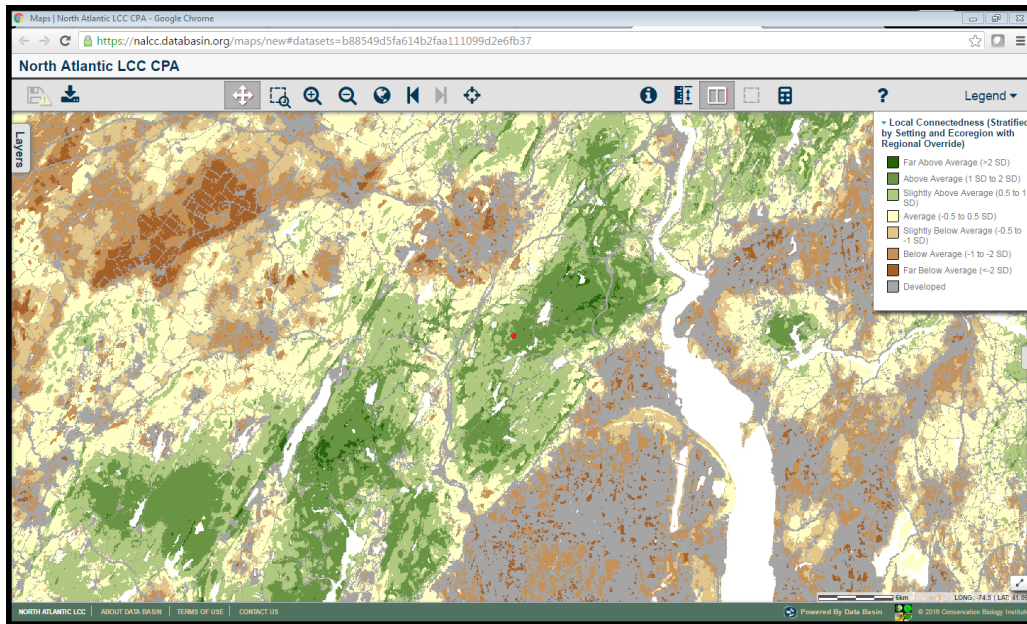 Maps | North Atlantic LCC CPA - Google Chrome
https://nalcc.databasin.org/maps/new#datasets=b88549d5fa614b2faa111099d2e6fb37
North Atlantic LCC CPA
Legend
Layers
Local Connectedness (Stratified
by Setting and Ecoregion with
Regional Override)
Far Above Average (>2 SD)
Above Average (1 SD to 2 SD)
Slightly Above Average (0.5 to 1
SD)
Average (-0.5 to 0.5 SD)
Slightly Below Average (-0.5 to
-1 SD)
Below Average (-1 to -2 SD)
Far Below Average (<-2 SD)
Developed
6km
LONG: -74.5 | LAT: 41.06
NORTH ATLANTIC LCC | ABOUT DATA BASIN | TERMS OF USE | CONTACT US
Powered By Data Basin
© 2016 Conservation Biology Institute